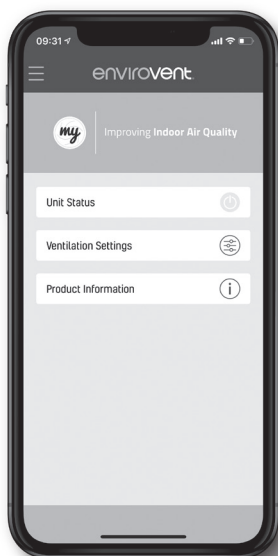 09:31
envirovent
my Improving Indoor Air Quality
Unit Status
Ventilation Settings
Product Information
i